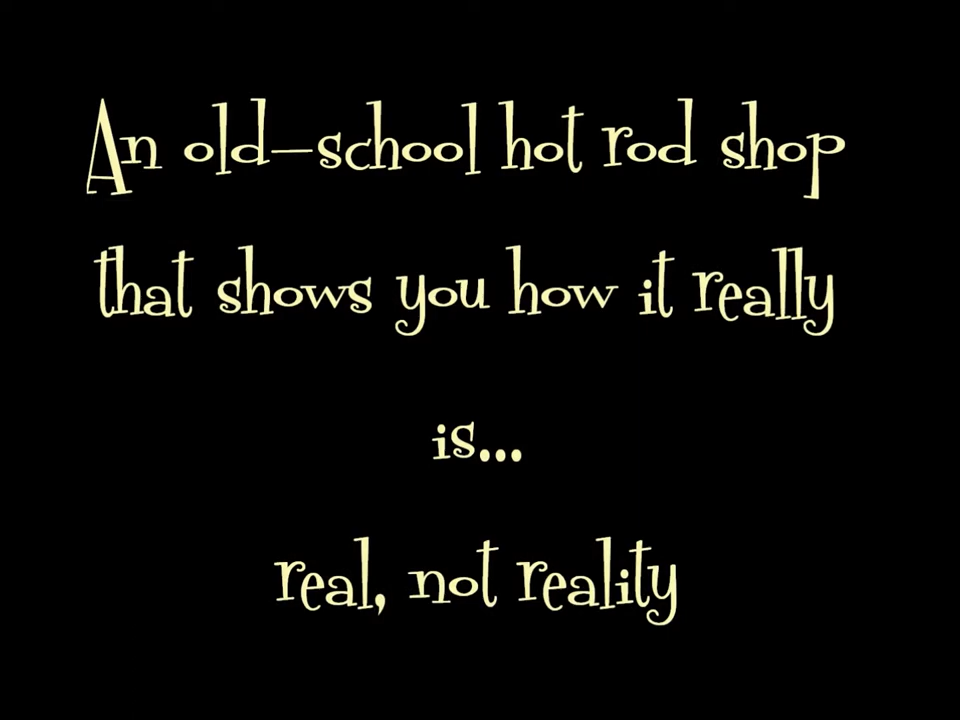 An old-school hot rod shop
that shows you how it really
is...
real, not reality